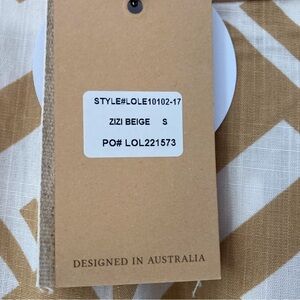 STYLE#LOLE10102-17
ZIZI BEIGE S
PO# LOL221573
DESIGNED IN AUSTRALIA